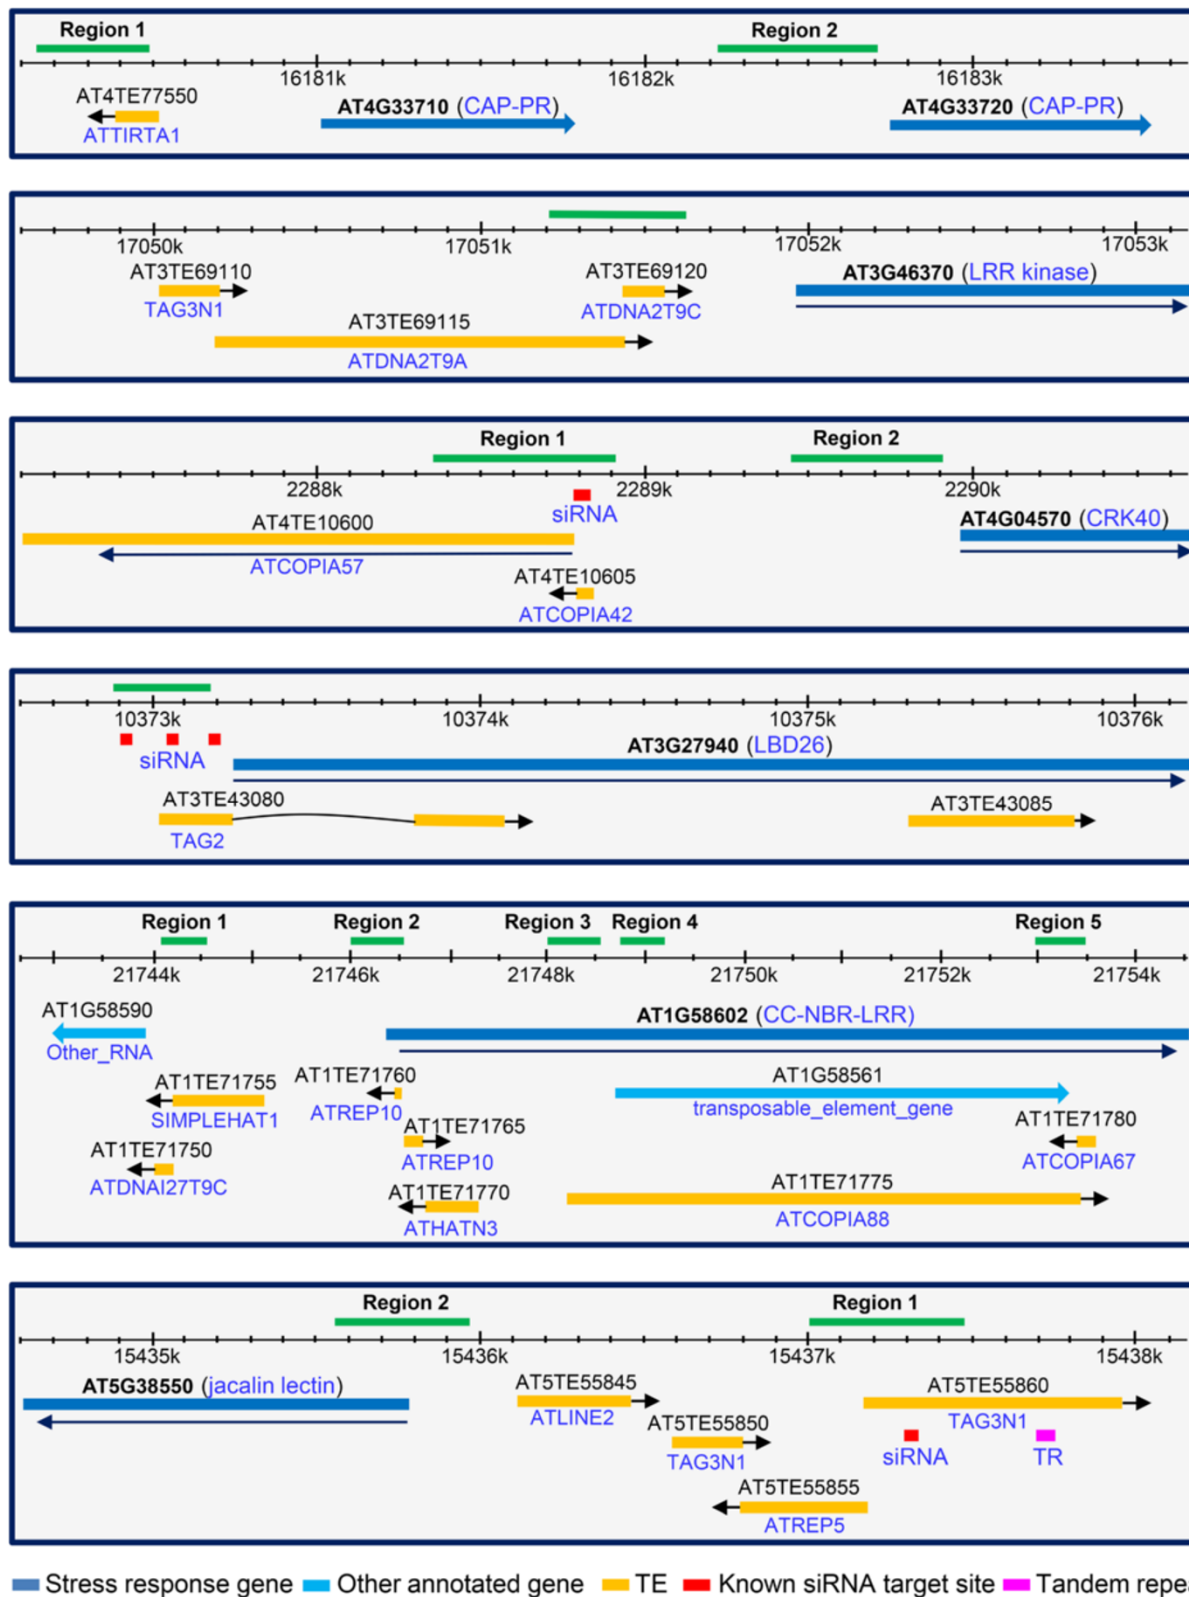 Region 1 Region 2
16181k 16182k 16183k
AT4TE77550 AT4G33710 (CAP-PR) AT4G33720 (CAP-PR)
ATTIRTA1
17050k 17051k 17052k 17053k
AT3TE69110 AT3TE69120 AT3G46370 (LRR kinase)
TAG3N1 ATDNA2T9C
AT3TE69115
ATDNA2T9A
Region 1 Region 2
2288k 2289k 2290k
siRNA
AT4TE10600 AT4G04570 (CRK40)
ATCOPIA57
AT4TE10605
ATCOPIA42
10373k 10374k 10375k 10376k
siRNA AT3G27940 (LBD26)
AT3TE43080 AT3TE43085
TAG2
Region 1 Region 2 Region 3 Region 4 Region 5
21744k 21746k 21748k 21750k 21752k 21754k
AT1G58590 AT1G58602 (CC-NBR-LRR)
Other_RNA
AT1TE71755 AT1TE71760 AT1G58561
SIMPLEHAT1 ATREP10 transposable_element_gene
AT1TE71765 AT1TE71780
AT1TE71750 ATREP10 ATCOPIA67
ATDNAI27T9C AT1TE71770 AT1TE71775
ATHATN3 ATCOPIA88
Region 2 Region 1
15435k 15436k 15437k 15438k
AT5G38550 (jacalin lectin) AT5TE55845 AT5TE55860
ATLINE2 TAG3N1
AT5TE55850
TAG3N1 siRNA TR
AT5TE55855
ATREP5
Stress response gene Other annotated gene TE Known siRNA target site Tandem